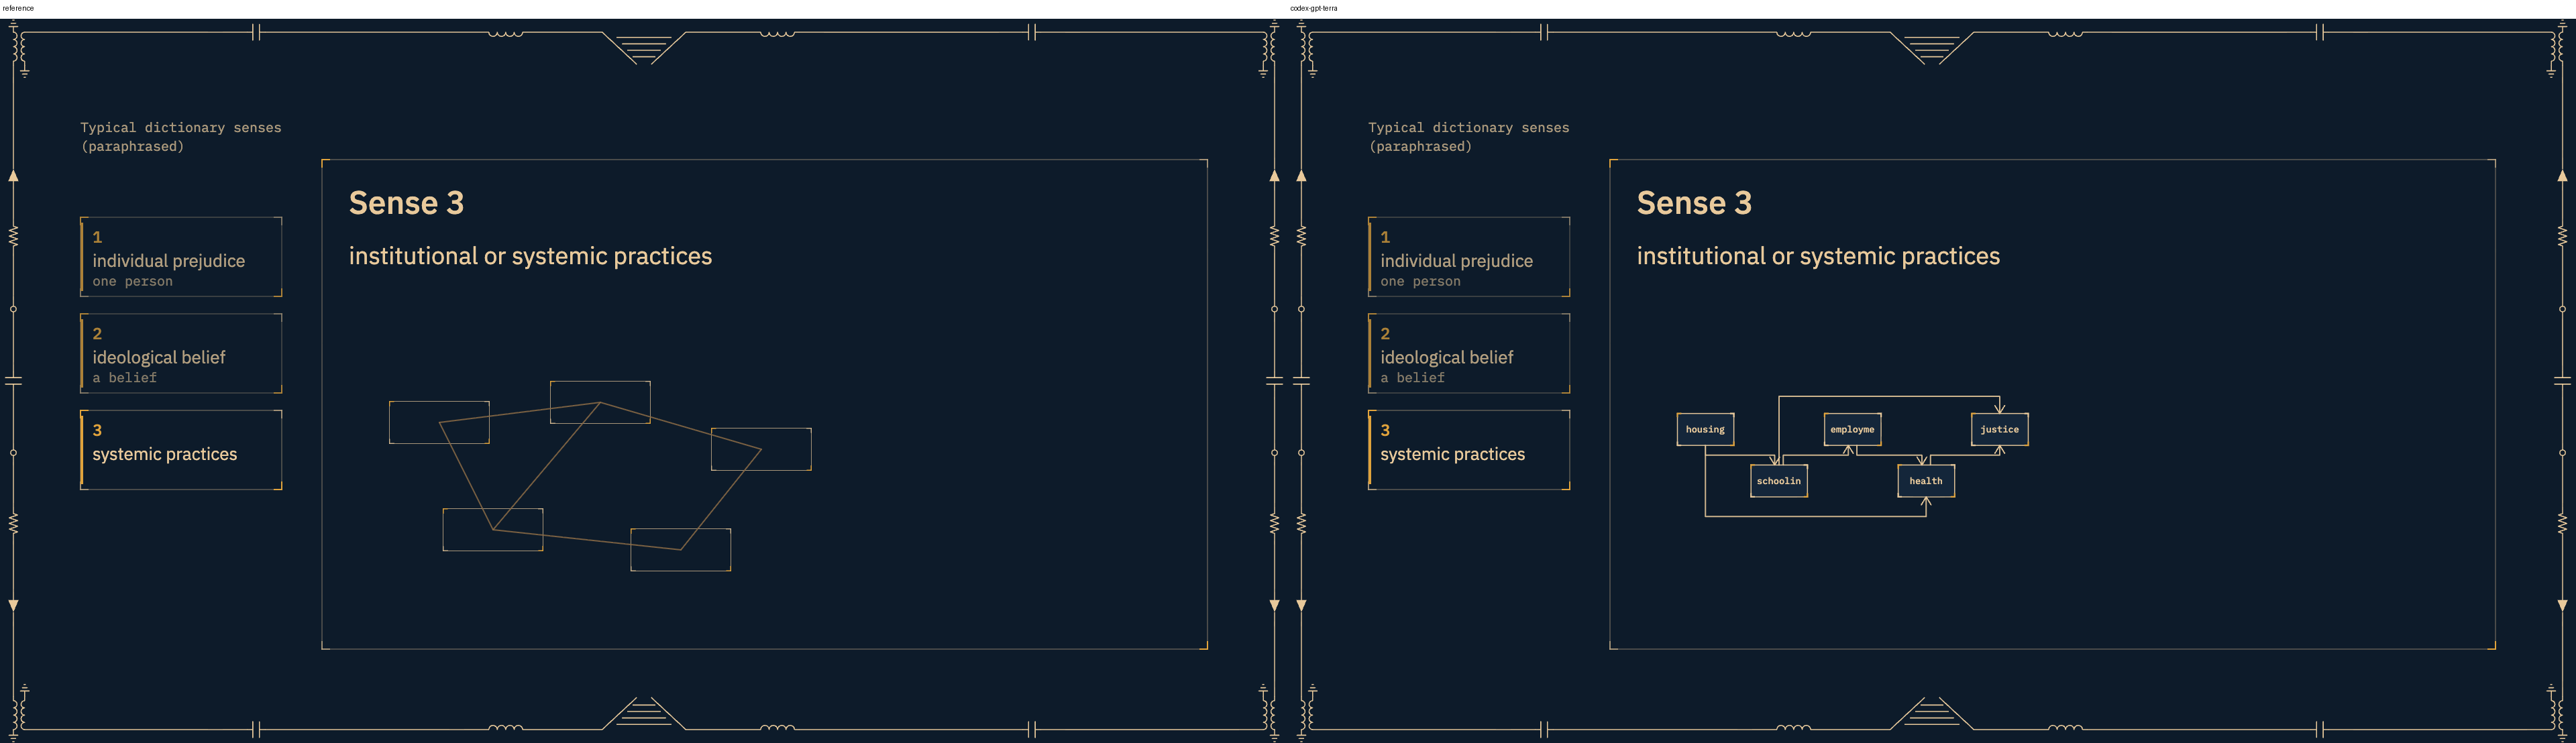 reference
Typical dictionary senses
(paraphrased)
1
individual prejudice
one person
2
ideological belief
a belief
3
systemic practices
Sense 3
institutional or systemic practices
codex-gpt-terra
Typical dictionary senses
(paraphrased)
1
individual prejudice
one person
2
ideological belief
a belief
3
systemic practices
Sense 3
institutional or systemic practices
housing
employme
justice
schoolin
health